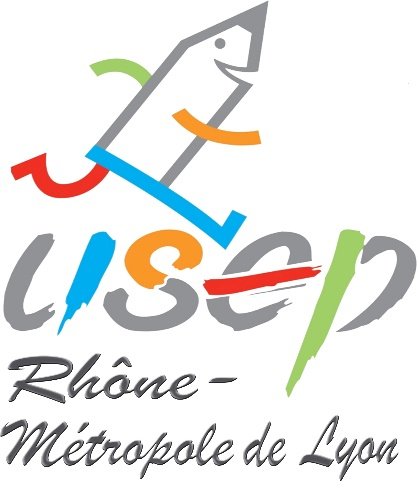 usep
Rhône -
Métropole de Lyon